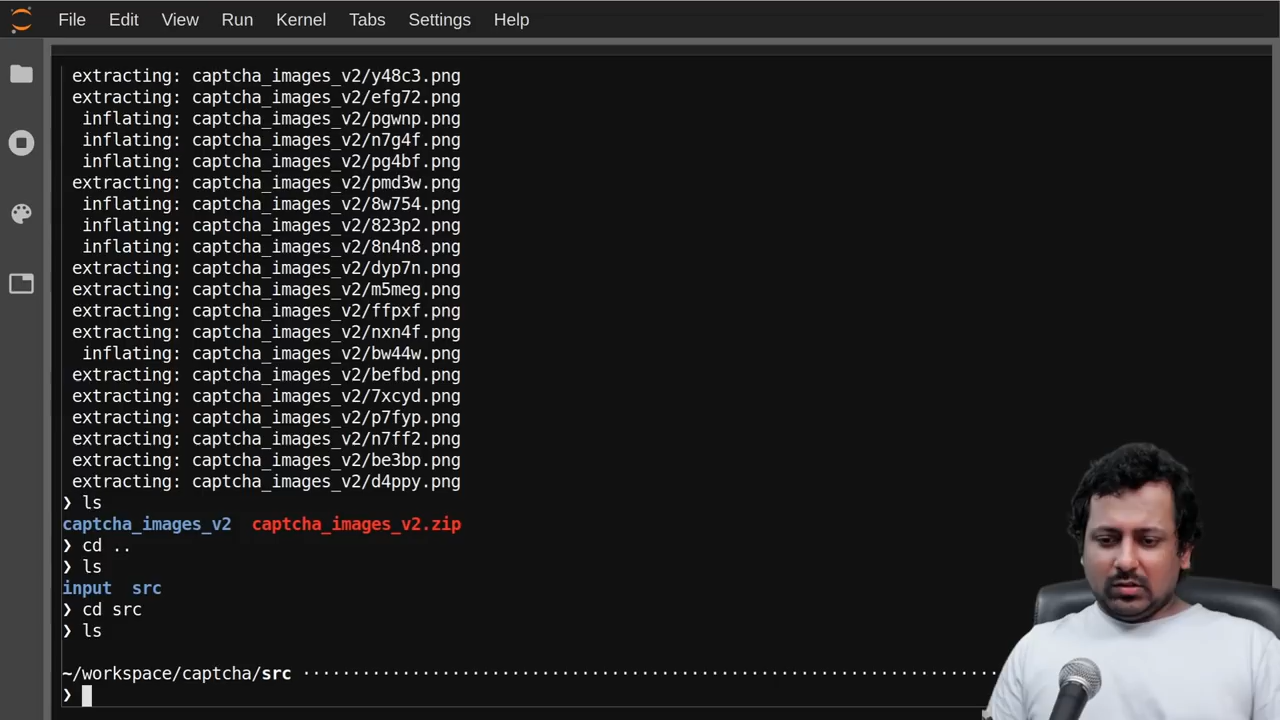 File Edit View Run Kernel Tabs Settings Help
extracting: captcha_images_v2/y48c3.png
extracting: captcha_images_v2/efg72.png
inflating: captcha_images_v2/pgwnp.png
inflating: captcha_images_v2/n7g4f.png
inflating: captcha_images_v2/pg4bf.png
extracting: captcha_images_v2/pmd3w.png
inflating: captcha_images_v2/8w754.png
inflating: captcha_images_v2/823p2.png
inflating: captcha_images_v2/8n4n8.png
extracting: captcha_images_v2/dyp7n.png
extracting: captcha_images_v2/m5meg.png
extracting: captcha_images_v2/ffpxf.png
extracting: captcha_images_v2/nxn4f.png
inflating: captcha_images_v2/bw44w.png
extracting: captcha_images_v2/befbd.png
extracting: captcha_images_v2/7xcyd.png
extracting: captcha_images_v2/p7fyp.png
extracting: captcha_images_v2/n7ff2.png
extracting: captcha_images_v2/be3bp.png
extracting: captcha_images_v2/d4ppy.png
❯ ls
captcha_images_v2 captcha_images_v2.zip
❯ cd ..
❯ ls
input src
❯ cd src
❯ ls
~/workspace/captcha/src
❯